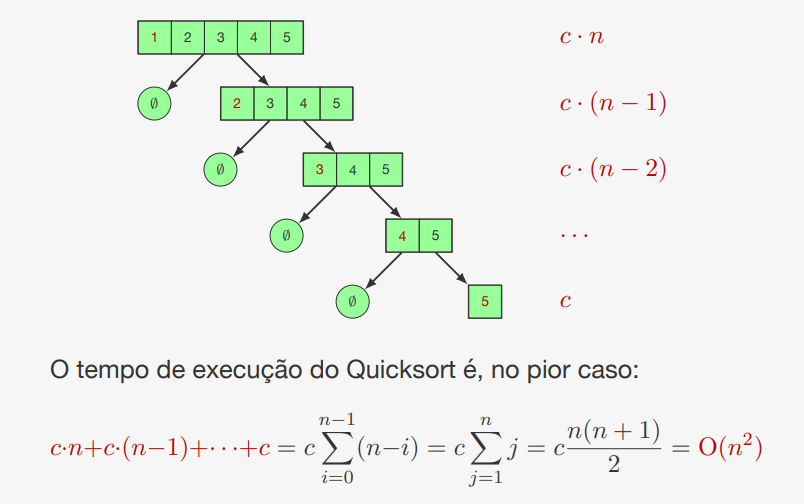 1 2 3 4 5 c · n
∅ 2 3 4 5 c · (n − 1)
∅ 3 4 5 c · (n − 2)
∅ 4 5 · · ·
∅ 5 c
O tempo de execução do Quicksort é, no pior caso:
c·n+c·(n−1)+· · ·+c = c ∑_{i=0}^{n−1} (n−i) = c ∑_{j=1}^{n} j = c n(n + 1)/2 = O(n²)